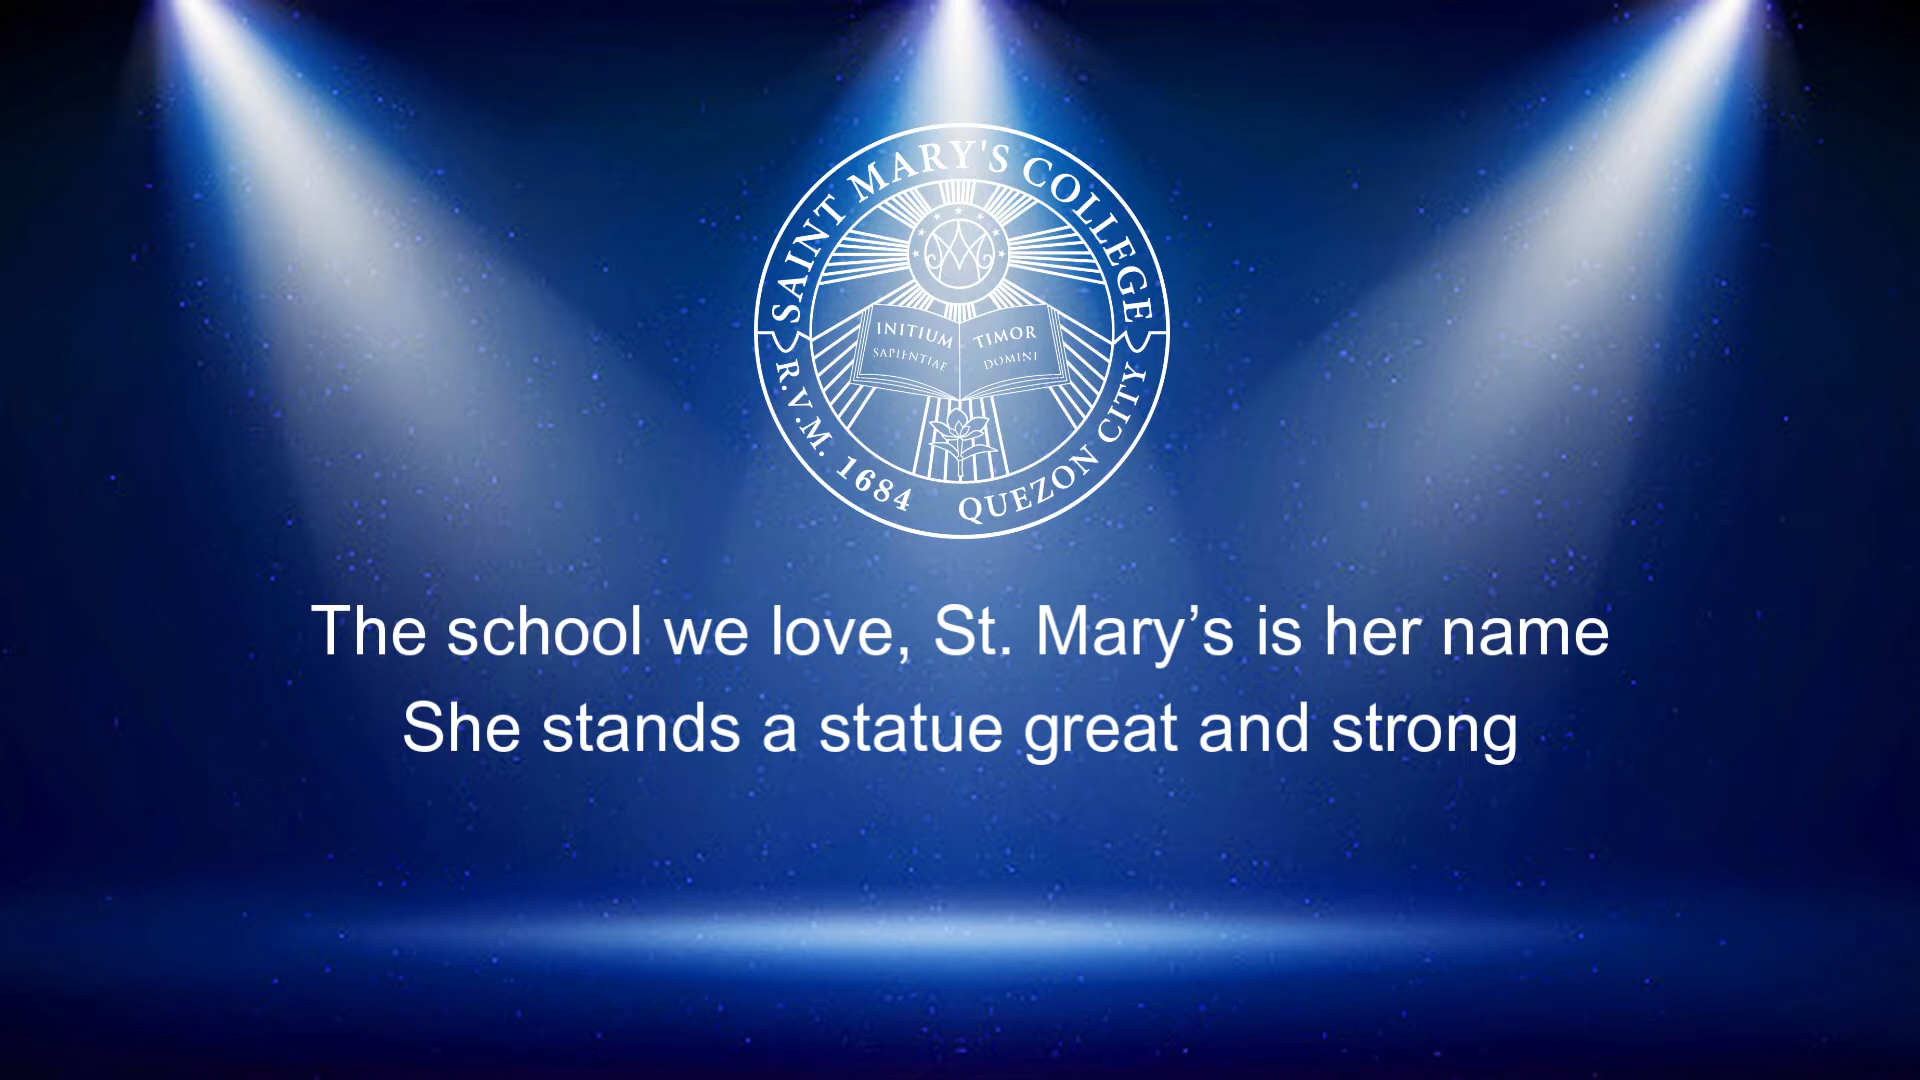 SAINT MARY'S COLLEGE
INITIUM TIMOR
SAPIENTIAE DOMINI
R.V.M. 1684 QUEZON CITY
The school we love, St. Mary’s is her name
She stands a statue great and strong